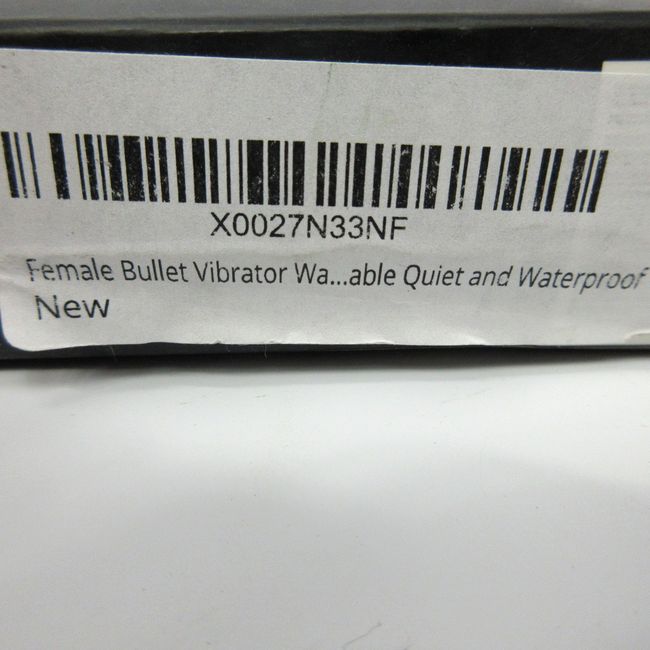 X0027N33NF
Female Bullet Vibrator Wa...able Quiet and Waterproof
New